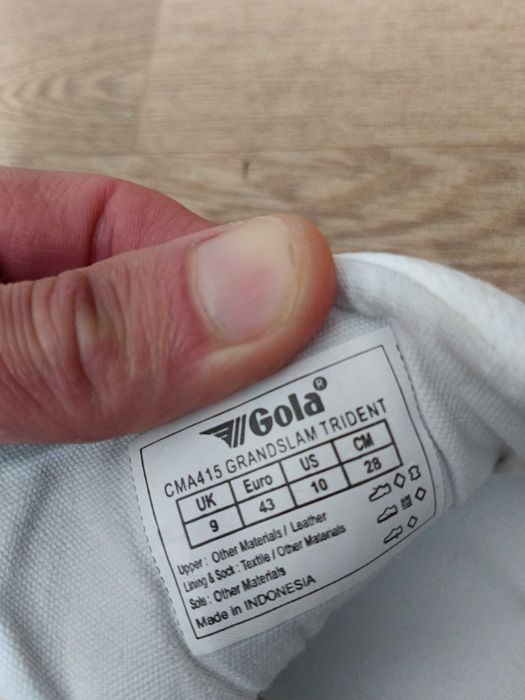 Gola®
CMA415 GRANDSLAM TRIDENT
UK Euro US CM
9 43 10 28
Upper: Other Materials / Leather
Lining & Sock: Textile / Other Materials
Sole: Other Materials
Made in INDONESIA